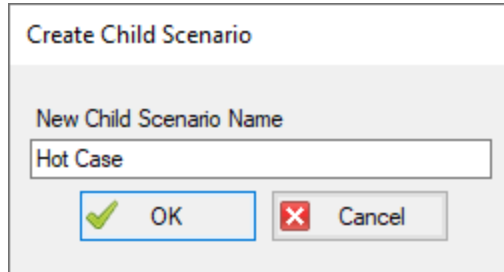 Create Child Scenario
New Child Scenario Name
Hot Case
OK Cancel